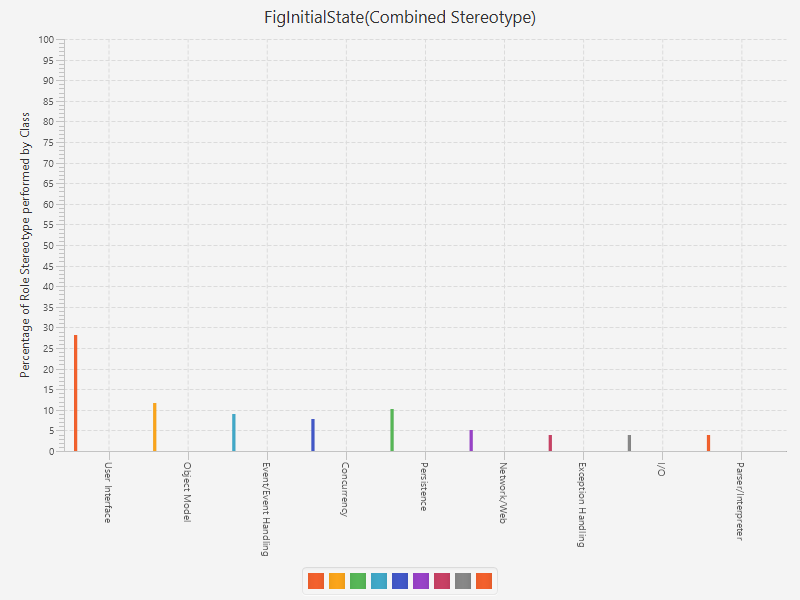 FigInitialState(Combined Stereotype)
Percentage of Role Stereotype performed by Class
100
95
90
85
80
75
70
65
60
55
50
45
40
35
30
25
20
15
10
5
0
User Interface
Object Model
Event/Event Handling
Concurrency
Persistence
Network/Web
Exception Handling
I/O
Parser/Interpreter